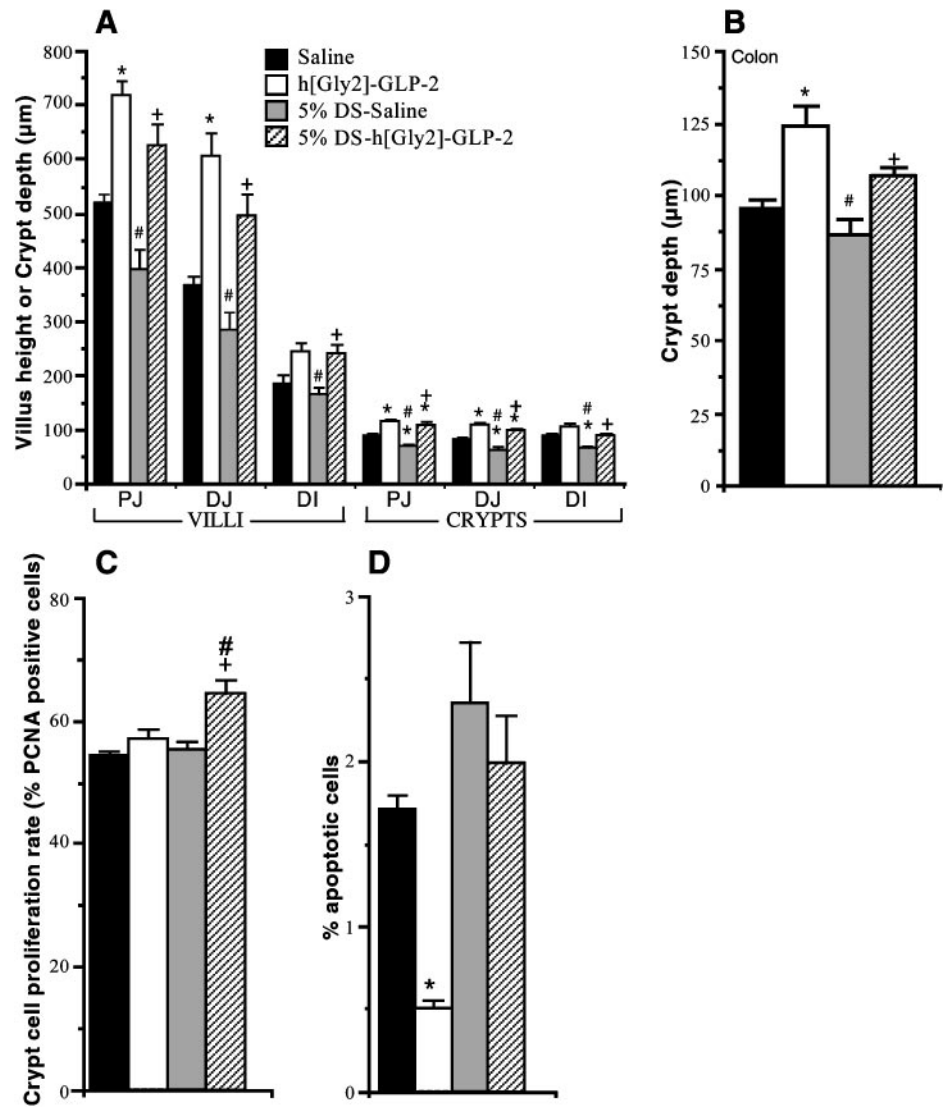 A
Villus height or Crypt depth (µm)
800
700
600
500
400
300
200
100
0
Saline
h[Gly2]-GLP-2
5% DS-Saline
5% DS-h[Gly2]-GLP-2
* # + * # + # + * # * + * * # * + * # * +
PJ DJ DI PJ DJ DI
VILLI CRYPTS
B
Colon
Crypt depth (µm)
150
125
100
75
50
25
0
* # +
C
Crypt cell proliferation rate (% PCNA positive cells)
80
60
40
20
0
#
+
D
% apoptotic cells
3
2
1
0
*